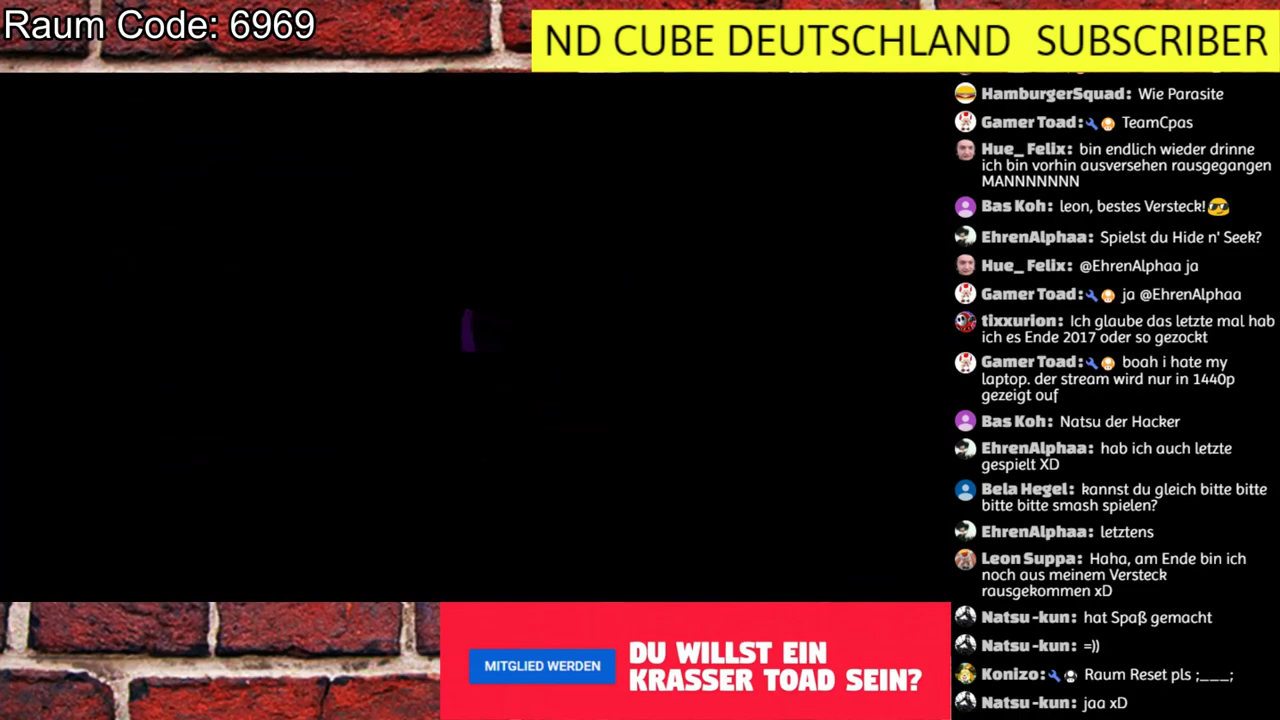 Raum Code: 6969
ND CUBE DEUTSCHLAND SUBSCRIBER
HamburgerSquad: Wie Parasite
Gamer Toad: TeamCpas
Hue_ Felix: bin endlich wieder drinne
ich bin vorhin ausversehen rausgegangen
MANNNNNNN
Bas Koh: leon, bestes Versteck!
EhrenAlphaa: Spielst du Hide n' Seek?
Hue_ Felix: @EhrenAlphaa ja
Gamer Toad: ja @EhrenAlphaa
tixxurion: Ich glaube das letzte mal hab
ich es Ende 2017 oder so gezockt
Gamer Toad: boah i hate my
laptop. der stream wird nur in 1440p
gezeigt ouf
Bas Koh: Natsu der Hacker
EhrenAlphaa: hab ich auch letzte
gespielt XD
Bela Hegel: kannst du gleich bitte bitte
bitte bitte smash spielen?
EhrenAlphaa: letztens
Leon Suppa: Haha, am Ende bin ich
noch aus meinem Versteck
rausgekommen xD
Natsu-kun: hat Spaß gemacht
Natsu-kun: =))
Konizo: Raum Reset pls ;___;
Natsu-kun: jaa xD
MITGLIED WERDEN
DU WILLST EIN
KRASSER TOAD SEIN?